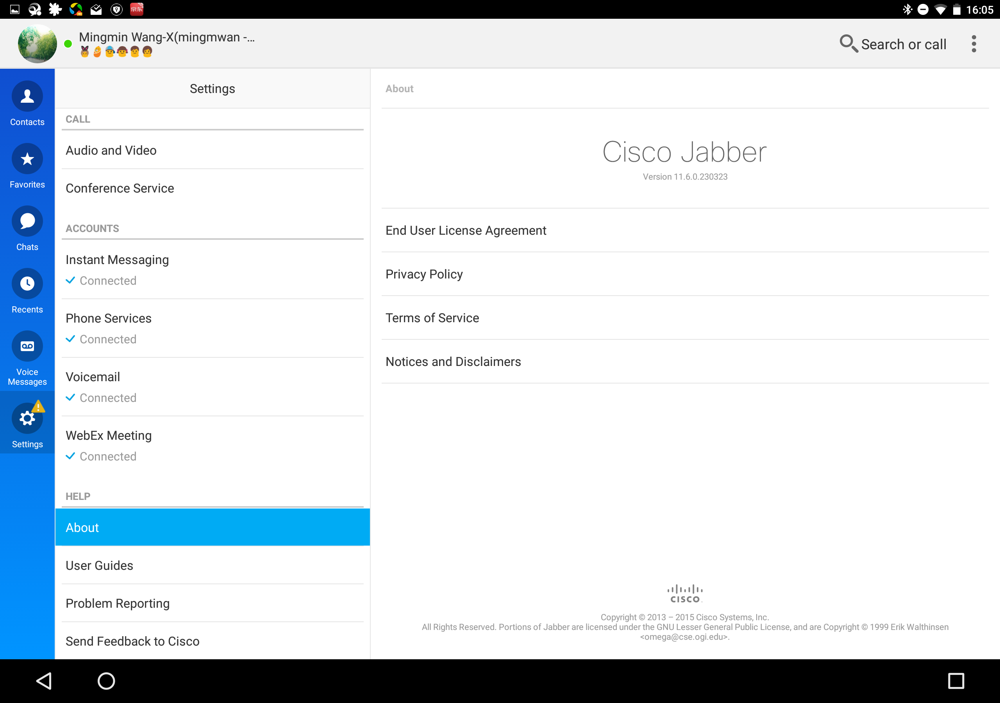 京东
16:05
Mingmin Wang-X(mingmwan -...
Search or call
Contacts
Favorites
Chats
Recents
Voice
Messages
Settings
Settings
CALL
Audio and Video
Conference Service
ACCOUNTS
Instant Messaging
Connected
Phone Services
Connected
Voicemail
Connected
WebEx Meeting
Connected
HELP
About
User Guides
Problem Reporting
Send Feedback to Cisco
About
Cisco Jabber
Version 11.6.0.230323
End User License Agreement
Privacy Policy
Terms of Service
Notices and Disclaimers
CISCO
Copyright © 2013 – 2015 Cisco Systems, Inc.
All Rights Reserved. Portions of Jabber are licensed under the GNU Lesser General Public License, and are Copyright © 1999 Erik Walthinsen
<omega@cse.ogi.edu>.